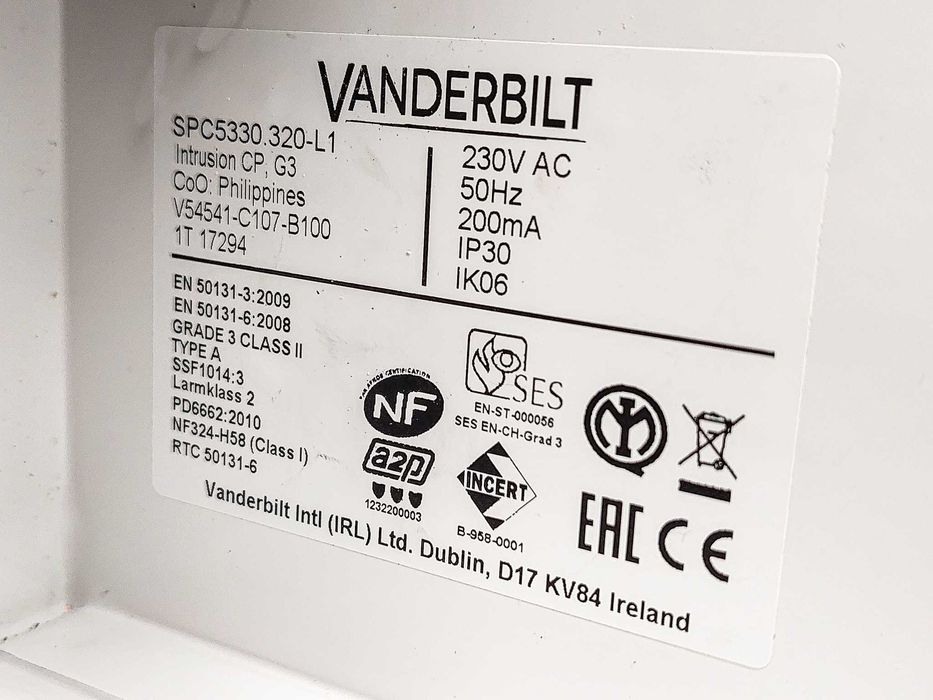 VANDERBILT
SPC5330.320-L1
Intrusion CP, G3
CoO: Philippines
V54541-C107-B100
1T 17294
230V AC
50Hz
200mA
IP30
IK06
EN 50131-3:2009
EN 50131-6:2008
GRADE 3 CLASS II
TYPE A
SSF1014:3
Larmklass 2
PD6662:2010
NF324-H58 (Class I)
RTC 50131-6
PAR AFNOR CERTIFICATION
NF
a2p
1232200003
SES
EN-ST-000056
SES EN-CH-Grad 3
INCERT
B-958-0001
EAC CE
Vanderbilt Intl (IRL) Ltd. Dublin, D17 KV84 Ireland